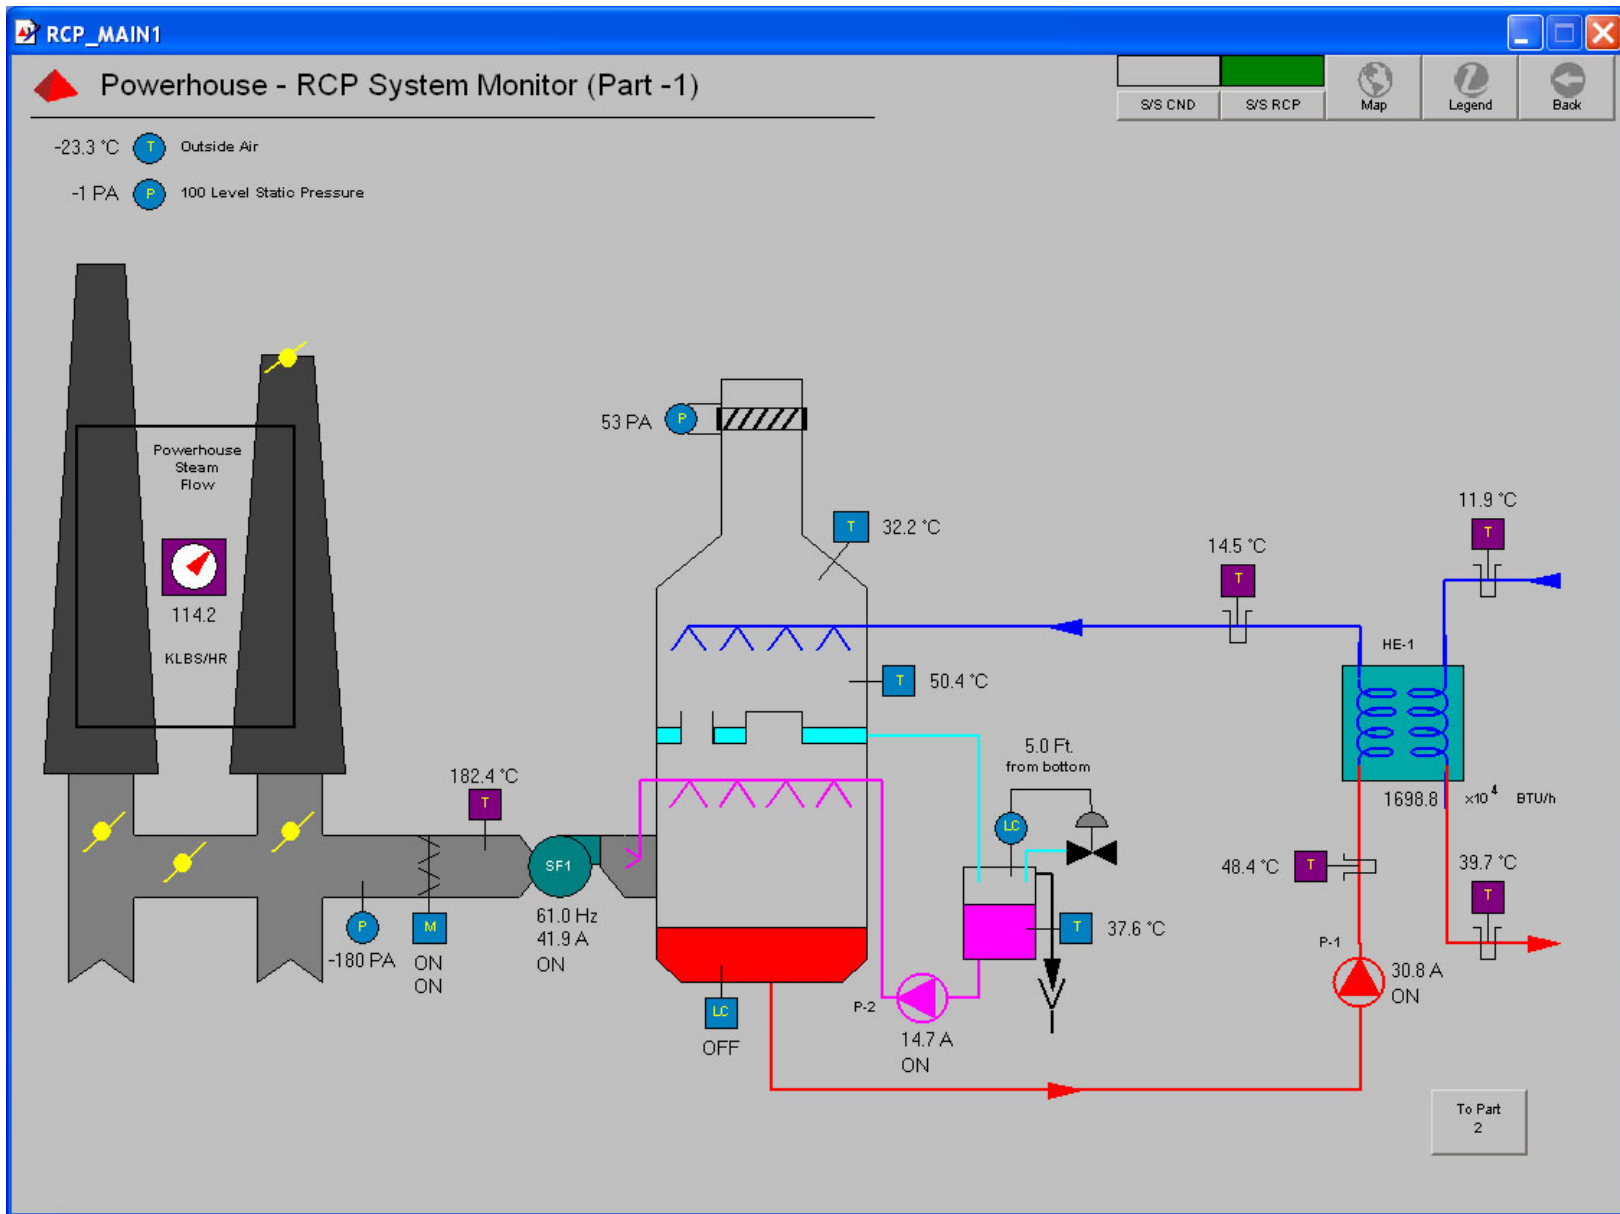 RCP_MAIN1
Powerhouse - RCP System Monitor (Part -1)
S/S CND
S/S RCP
Map
Legend
Back
-23.3 °C
T
Outside Air
-1 PA
P
100 Level Static Pressure
Powerhouse
Steam
Flow
114.2
KLBS/HR
53 PA
P
T
32.2 °C
11.9 °C
T
14.5 °C
T
HE-1
T
50.4 °C
5.0 Ft.
from bottom
1698.8
x10 4
BTU/h
182.4 °C
T
LC
SF1
48.4 °C
T
39.7 °C
T
61.0 Hz
41.9 A
ON
P
-180 PA
M
ON
ON
T
37.6 °C
P-1
30.8 A
ON
P-2
14.7 A
ON
LC
OFF
To Part
2